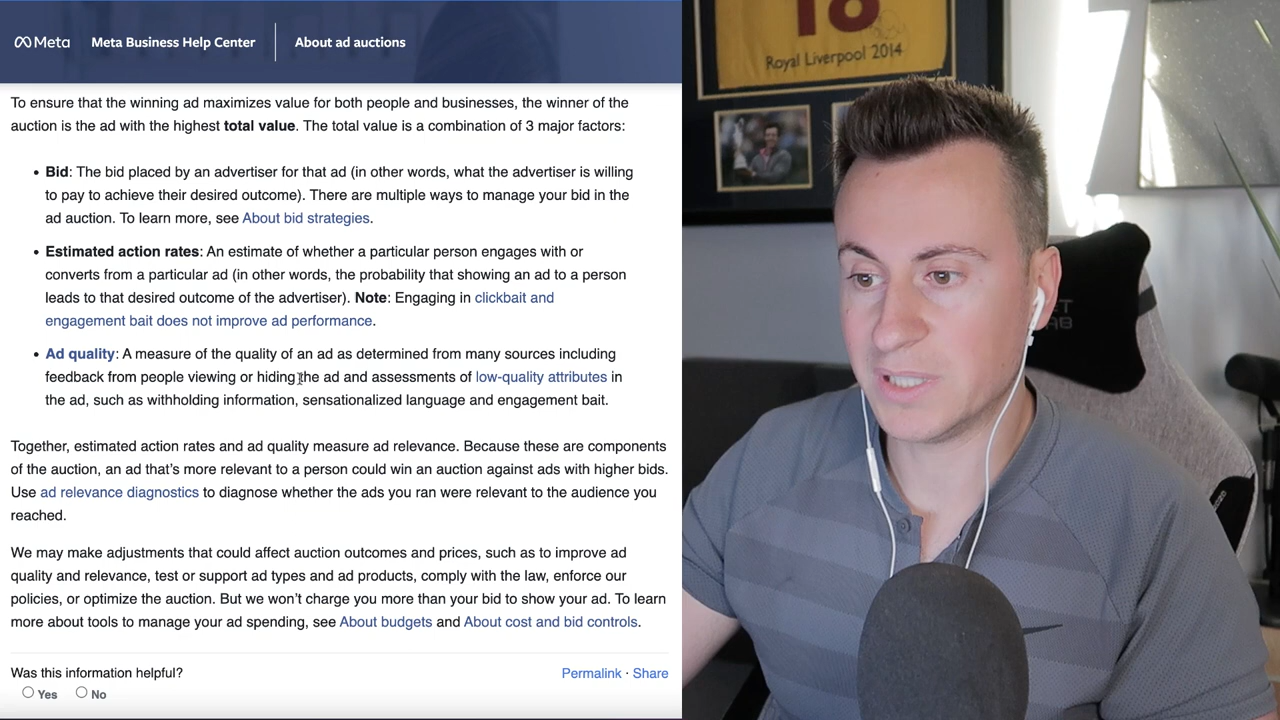 Meta
Meta Business Help Center
About ad auctions
To ensure that the winning ad maximizes value for both people and businesses, the winner of the
auction is the ad with the highest total value. The total value is a combination of 3 major factors:
• Bid: The bid placed by an advertiser for that ad (in other words, what the advertiser is willing
to pay to achieve their desired outcome). There are multiple ways to manage your bid in the
ad auction. To learn more, see About bid strategies.
• Estimated action rates: An estimate of whether a particular person engages with or
converts from a particular ad (in other words, the probability that showing an ad to a person
leads to that desired outcome of the advertiser). Note: Engaging in clickbait and
engagement bait does not improve ad performance.
• Ad quality: A measure of the quality of an ad as determined from many sources including
feedback from people viewing or hiding the ad and assessments of low-quality attributes in
the ad, such as withholding information, sensationalized language and engagement bait.
Together, estimated action rates and ad quality measure ad relevance. Because these are components
of the auction, an ad that’s more relevant to a person could win an auction against ads with higher bids.
Use ad relevance diagnostics to diagnose whether the ads you ran were relevant to the audience you
reached.
We may make adjustments that could affect auction outcomes and prices, such as to improve ad
quality and relevance, test or support ad types and ad products, comply with the law, enforce our
policies, or optimize the auction. But we won’t charge you more than your bid to show your ad. To learn
more about tools to manage your ad spending, see About budgets and About cost and bid controls.
Was this information helpful?
Permalink · Share
Yes
No
18
Royal Liverpool 2014